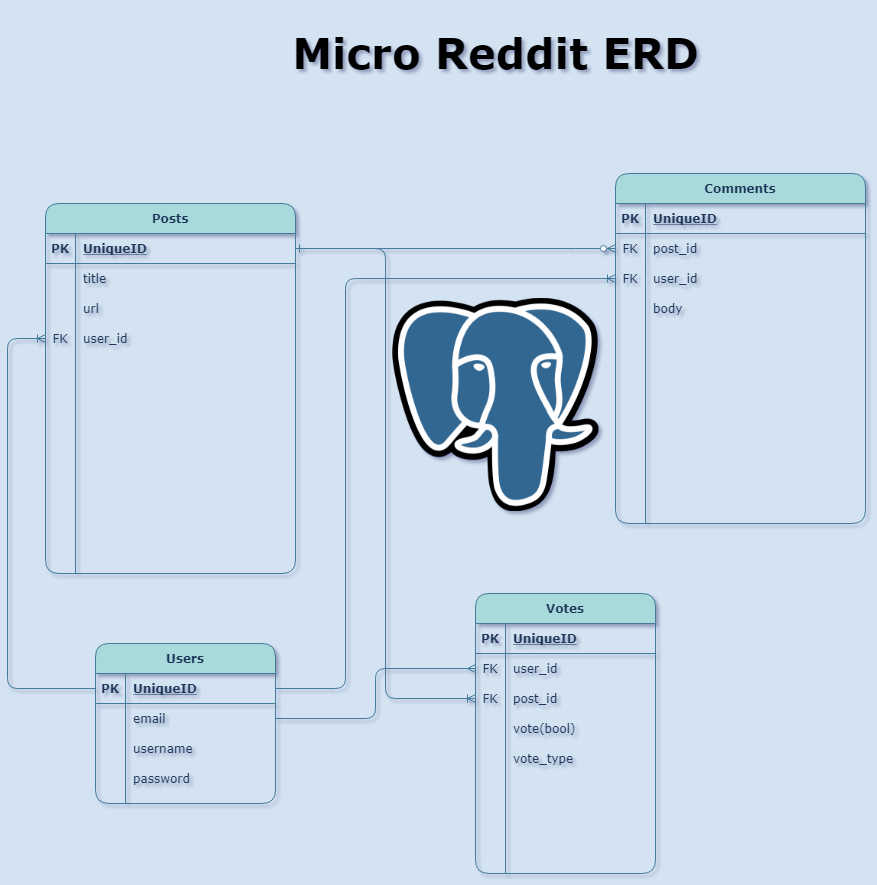 Micro Reddit ERD
Posts
PK UniqueID
title
url
FK user_id
Comments
PK UniqueID
FK post_id
FK user_id
body
Users
PK UniqueID
email
username
password
Votes
PK UniqueID
FK user_id
FK post_id
vote(bool)
vote_type